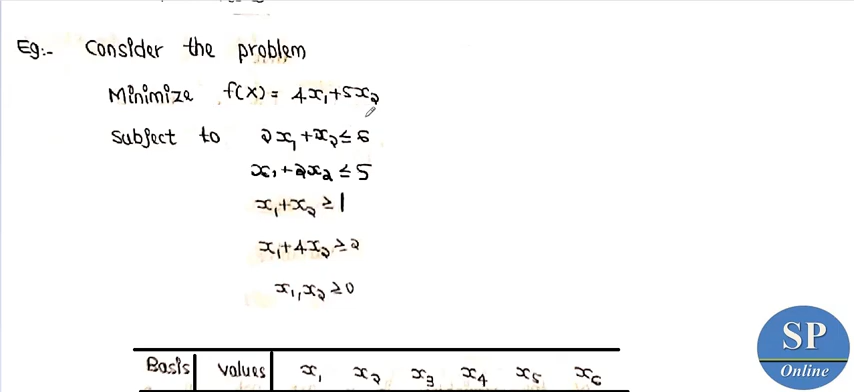 Eg:- Consider the problem
Minimize f(x) = 4x₁+5x₂
Subject to 2x₁+x₂ ≤ 6
x₁+2x₂ ≤ 5
x₁+x₂ ≥ 1
x₁+4x₂ ≥ 2
x₁,x₂ ≥ 0
Basis values x₁ x₂ x₃ x₄ x₅ x₆
SP
Online